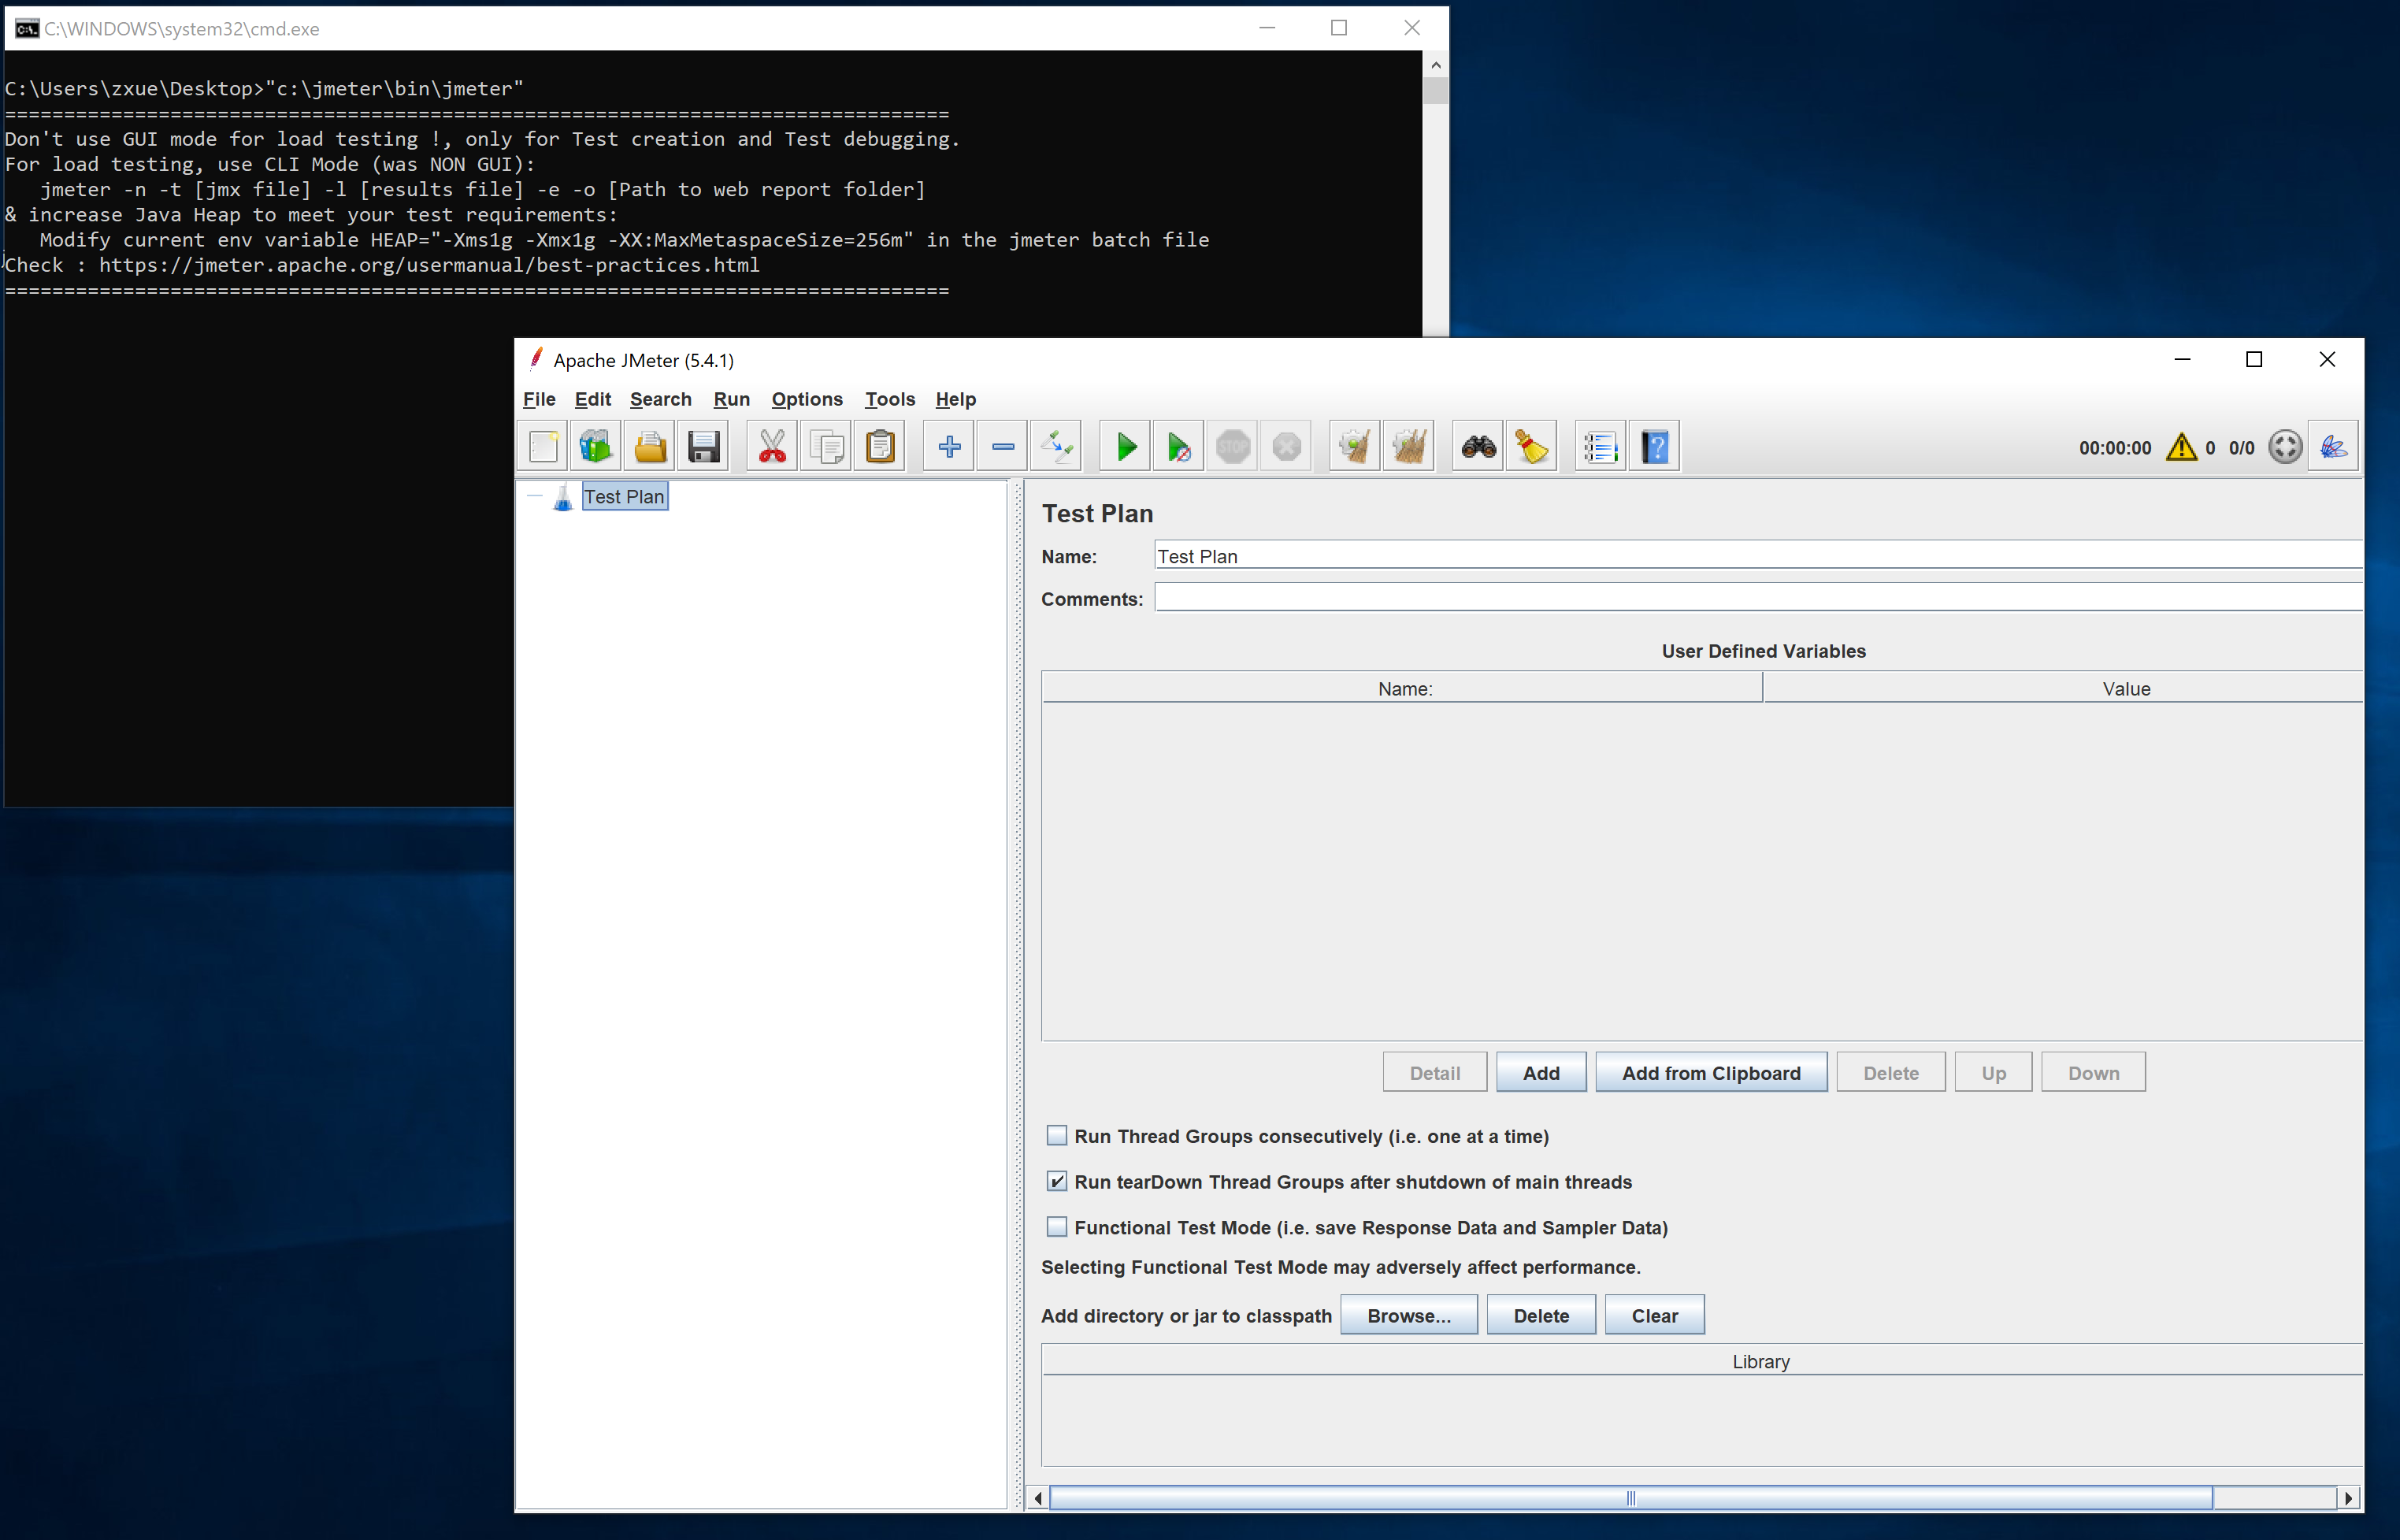 C:\WINDOWS\system32\cmd.exe
C:\Users\zxue\Desktop>"c:\jmeter\bin\jmeter"
================================================================================
Don't use GUI mode for load testing !, only for Test creation and Test debugging.
For load testing, use CLI Mode (was NON GUI):
   jmeter -n -t [jmx file] -l [results file] -e -o [Path to web report folder]
& increase Java Heap to meet your test requirements:
   Modify current env variable HEAP="-Xms1g -Xmx1g -XX:MaxMetaspaceSize=256m" in the jmeter batch file
Check : https://jmeter.apache.org/usermanual/best-practices.html
================================================================================
Apache JMeter (5.4.1)
File Edit Search Run Options Tools Help
STOP 00:00:00 0 0/0
Test Plan
Test Plan
Name: Test Plan
Comments:
User Defined Variables
Name: Value
Detail Add Add from Clipboard Delete Up Down
Run Thread Groups consecutively (i.e. one at a time)
Run tearDown Thread Groups after shutdown of main threads
Functional Test Mode (i.e. save Response Data and Sampler Data)
Selecting Functional Test Mode may adversely affect performance.
Add directory or jar to classpath Browse... Delete Clear
Library